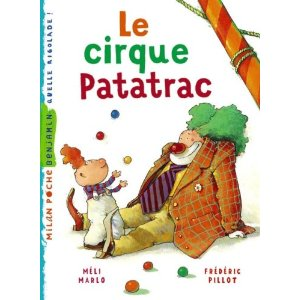 Le
cirque
Patatrac
MiLAN POCHE BENJAMIN QUELLE RIGOLADE !
MÉLI
MARLO
FRÉDÉRIC
PILLOT